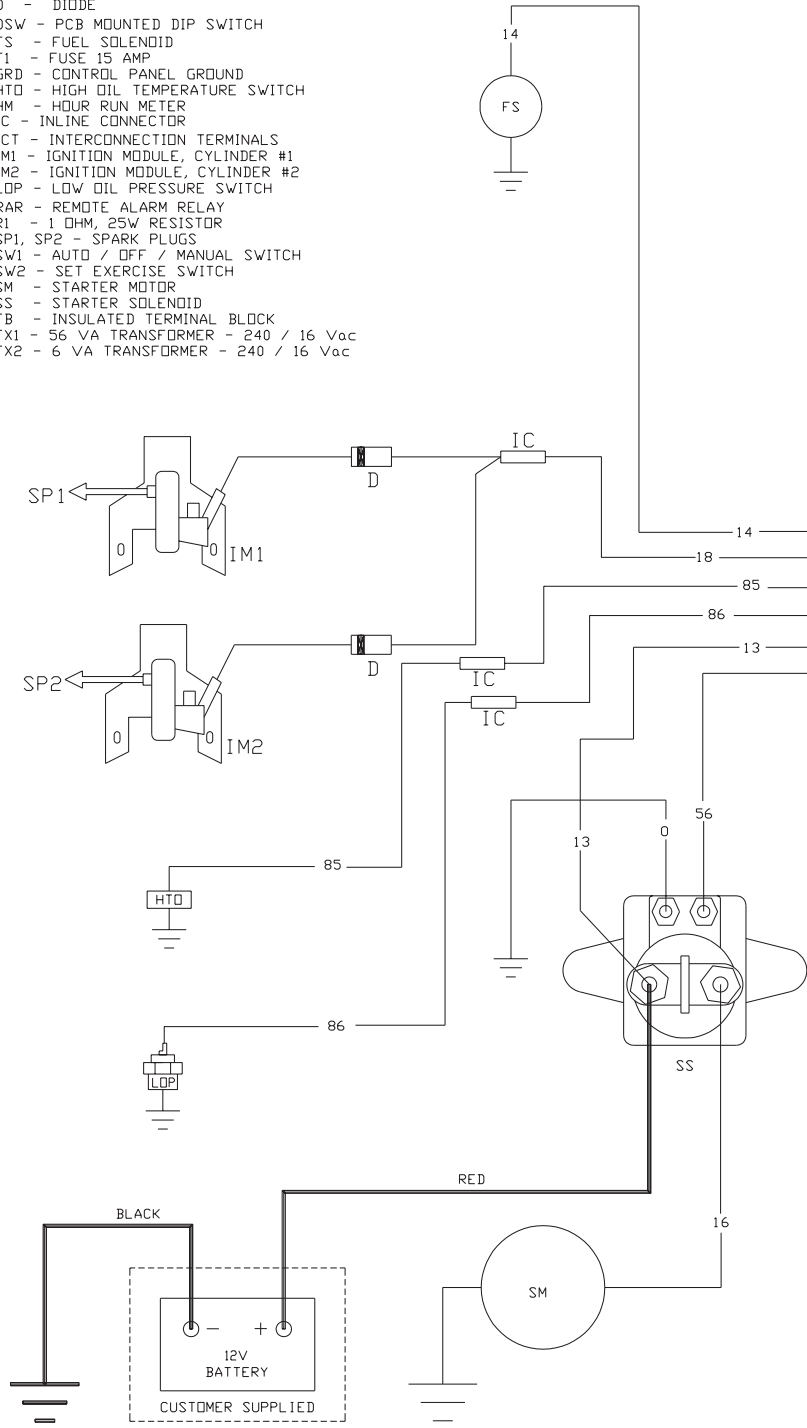 - DIODE
DSW - PCB MOUNTED DIP SWITCH
FS - FUEL SOLENOID
F1 - FUSE 15 AMP
GRD - CONTROL PANEL GROUND
HTO - HIGH OIL TEMPERATURE SWITCH
HM - HOUR RUN METER
IC - INLINE CONNECTOR
ICT - INTERCONNECTION TERMINALS
IM1 - IGNITION MODULE, CYLINDER #1
IM2 - IGNITION MODULE, CYLINDER #2
LOP - LOW OIL PRESSURE SWITCH
RAR - REMOTE ALARM RELAY
R1 - 1 OHM, 25W RESISTOR
SP1, SP2 - SPARK PLUGS
SW1 - AUTO / OFF / MANUAL SWITCH
SW2 - SET EXERCISE SWITCH
SM - STARTER MOTOR
SS - STARTER SOLENOID
TB - INSULATED TERMINAL BLOCK
TX1 - 56 VA TRANSFORMER - 240 / 16 Vac
TX2 - 6 VA TRANSFORMER - 240 / 16 Vac
14
FS
IC
D
SP1
IM1
14
18
85
86
13
D
IC
IC
SP2
IM2
56
0
13
85
HTO
86
LOP
SS
RED
BLACK
16
SM
- +
12V
BATTERY
CUSTOMER SUPPLIED